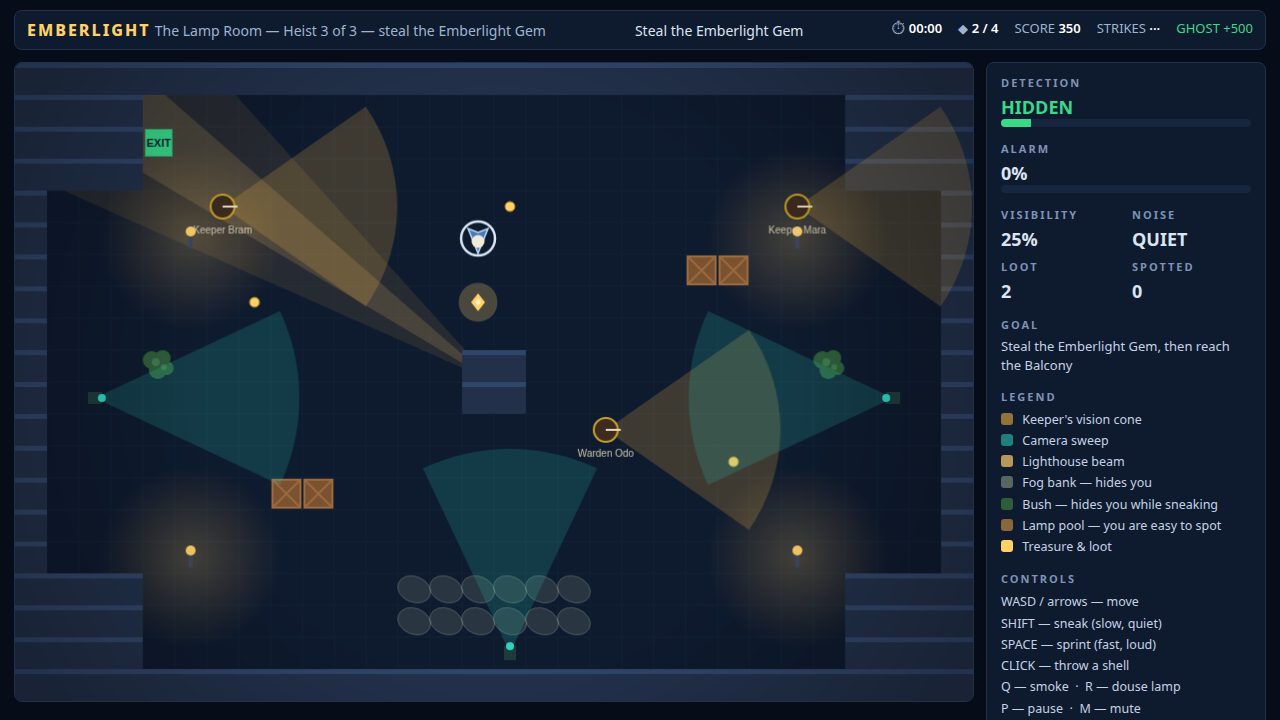 EMBERLIGHT The Lamp Room — Heist 3 of 3 — steal the Emberlight Gem
Steal the Emberlight Gem
00:00
2 / 4
SCORE 350
STRIKES ···
GHOST +500
EXIT
Keeper Bram
Keeper Mara
Warden Odo
DETECTION
HIDDEN
ALARM
0%
VISIBILITY
NOISE
25%
QUIET
LOOT
SPOTTED
2
0
GOAL
Steal the Emberlight Gem, then reach
the Balcony
LEGEND
Keeper's vision cone
Camera sweep
Lighthouse beam
Fog bank — hides you
Bush — hides you while sneaking
Lamp pool — you are easy to spot
Treasure & loot
CONTROLS
WASD / arrows — move
SHIFT — sneak (slow, quiet)
SPACE — sprint (fast, loud)
CLICK — throw a shell
Q — smoke · R — douse lamp
P — pause · M — mute